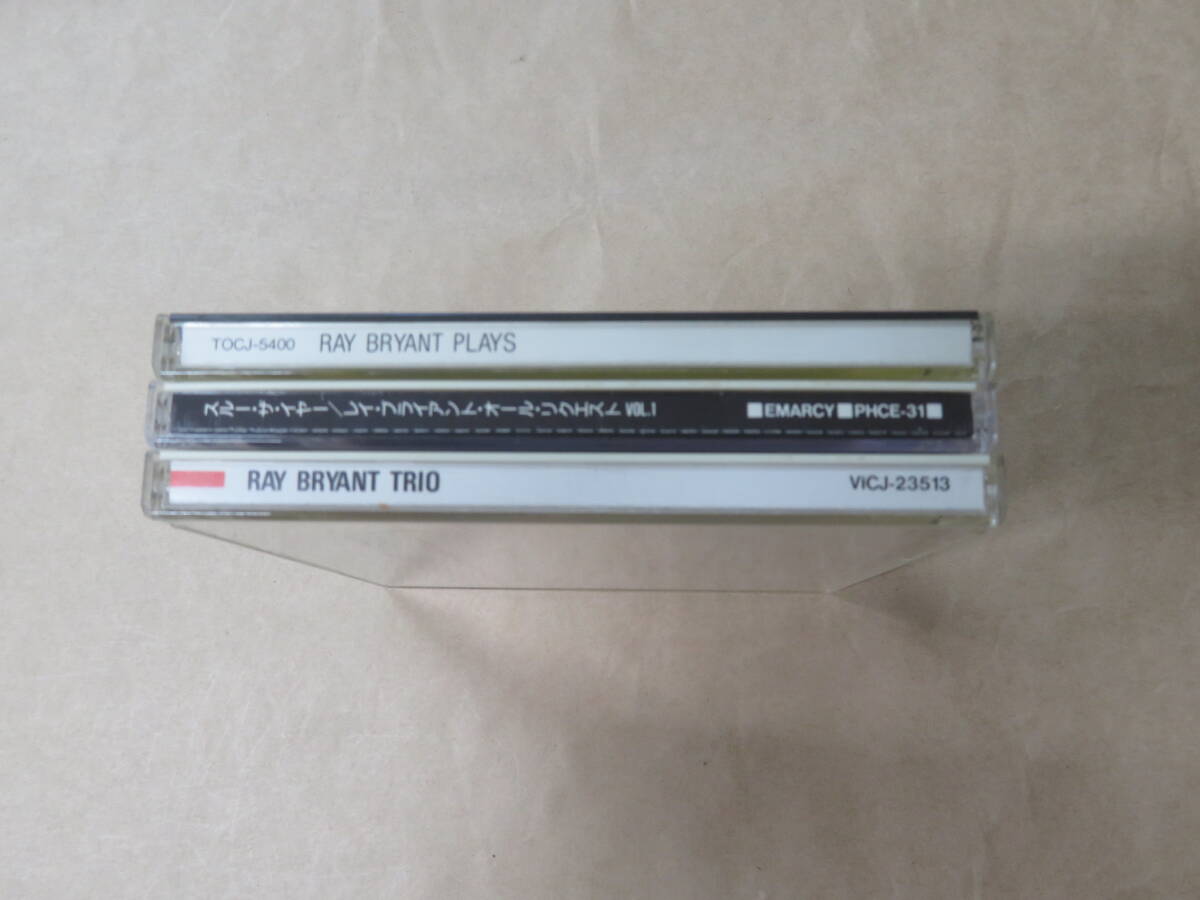 TOCJ-5400 RAY BRYANT PLAYS
スルー・ザ・イヤー/レイ・ブライアント・オール・リクエスト VOL.1 ■EMARCY■PHCE-31■
RAY BRYANT TRIO VICJ-23513